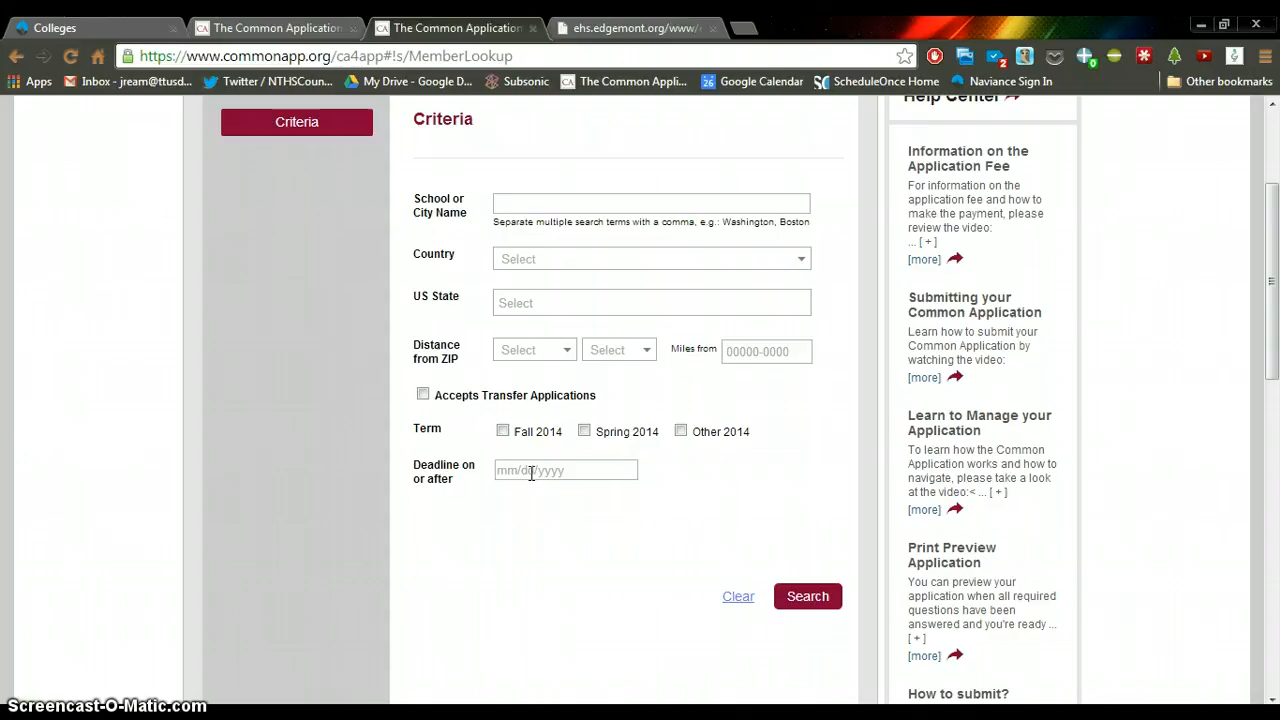 Colleges
The Common Application
The Common Application
ehs.edgemont.org/www/
https://www.commonapp.org/ca4app#!s/MemberLookup
Apps
Inbox - jream@ttusd...
Twitter / NTHSCoun...
My Drive - Google D...
Subsonic
The Common Appli...
Google Calendar
ScheduleOnce Home
Naviance Sign In
Other bookmarks
Criteria
Criteria
School or
City Name
Separate multiple search terms with a comma, e.g.: Washington, Boston
Country
Select
US State
Select
Distance
from ZIP
Select
Select
Miles from
00000-0000
Accepts Transfer Applications
Term
Fall 2014
Spring 2014
Other 2014
Deadline on
or after
mm/dd/yyyy
Clear
Search
Help Center
Information on the
Application Fee
For information on the
application fee and how to
make the payment, please
review the video:
... [ + ]
[more]
Submitting your
Common Application
Learn how to submit your
Common Application by
watching the video:
[more]
Learn to Manage your
Application
To learn how the Common
Application works and how to
navigate, please take a look
at the video:< ... [ + ]
[more]
Print Preview
Application
You can preview your
application when all required
questions have been
answered and you're ready ...
[ + ]
[more]
How to submit?
Screencast-O-Matic.com